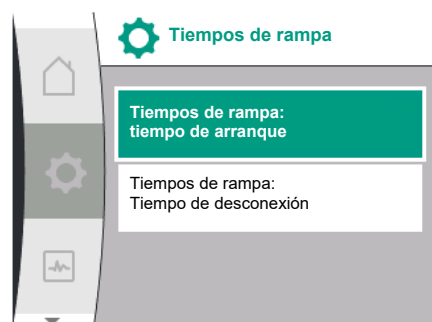 Tiempos de rampa
Tiempos de rampa:
tiempo de arranque
Tiempos de rampa:
Tiempo de desconexión